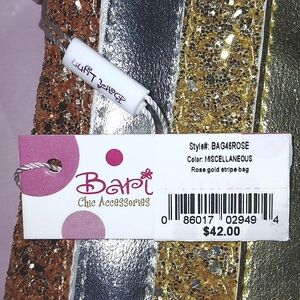 Bari
Chic Accessories
Style#: BAG46ROSE
Color: MISCELLANEOUS
Rose gold stripe bag
0 86017 02949 4
$42.00